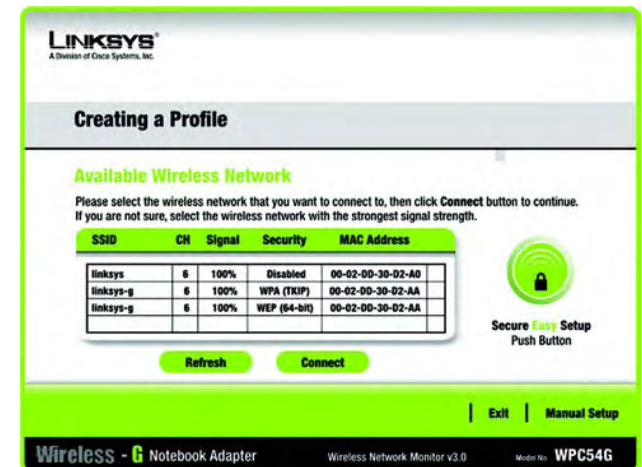 LINKSYS®
A Division of Cisco Systems, Inc.
Creating a Profile
Available Wireless Network
Please select the wireless network that you want to connect to, then click Connect button to continue.
If you are not sure, select the wireless network with the strongest signal strength.
SSID CH Signal Security MAC Address
linksys 6 100% Disabled 00-02-DD-30-D2-A0
linksys-g 6 100% WPA (TKIP) 00-02-DD-30-D2-AA
linksys-g 6 100% WEP (64-bit) 00-02-DD-30-D2-AA
Secure Easy Setup
Push Button
Refresh Connect
Exit Manual Setup
Wireless - G Notebook Adapter Wireless Network Monitor v3.0 Model No. WPC54G